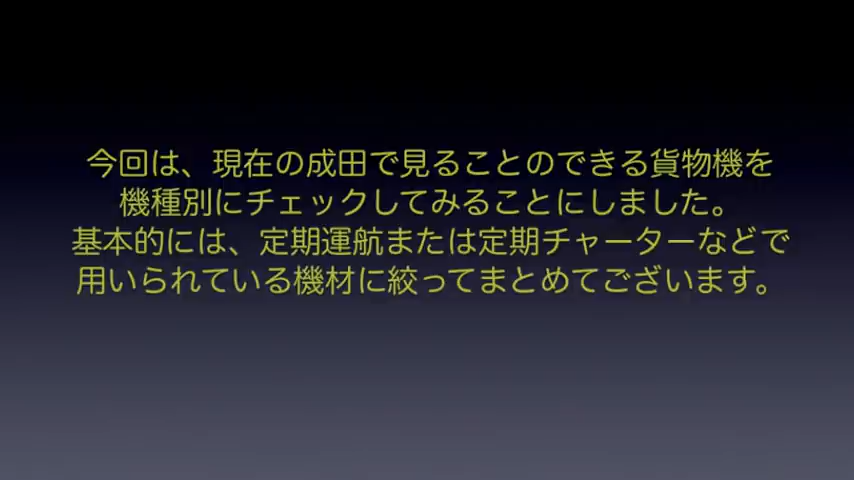 今回は、現在の成田で見ることのできる貨物機を
機種別にチェックしてみることにしました。
基本的には、定期運航または定期チャーターなどで
用いられている機材に絞ってまとめてございます。